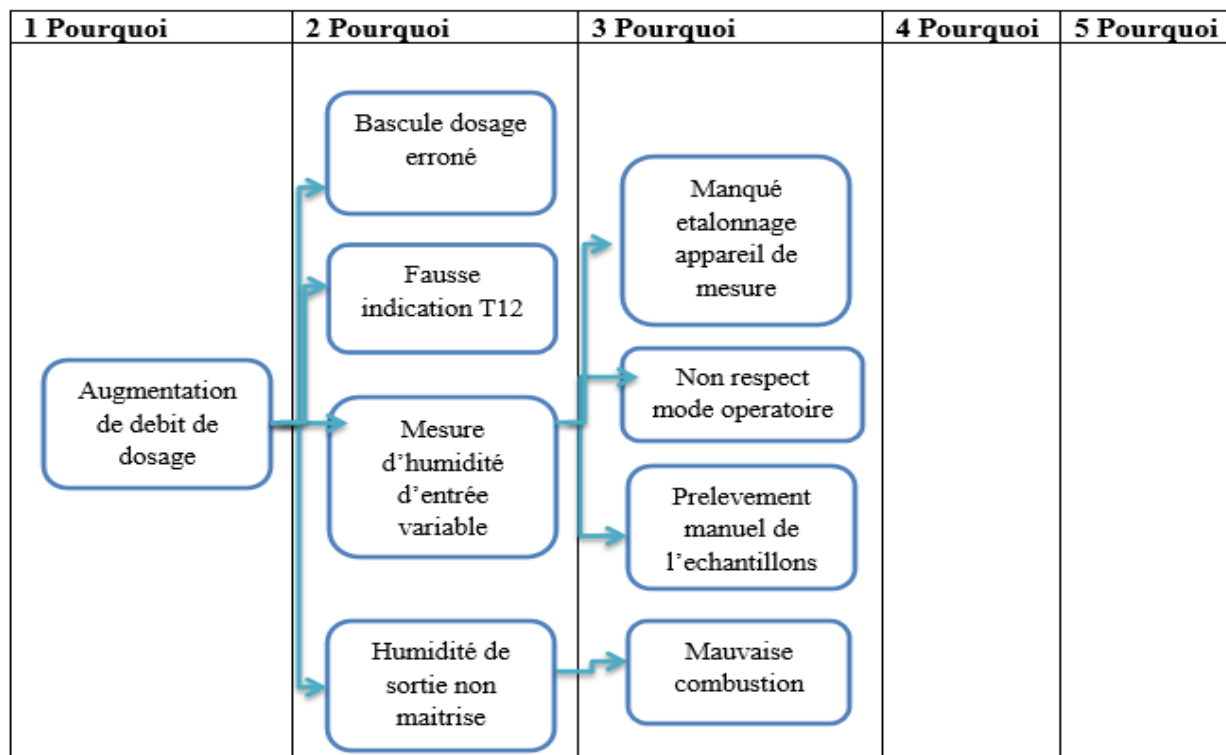 1 Pourquoi
2 Pourquoi
3 Pourquoi
4 Pourquoi
5 Pourquoi
Augmentation
de debit de
dosage
Bascule dosage
erroné
Fausse
indication T12
Mesure
d’humidité
d’entrée
variable
Humidité de
sortie non
maitrise
Manqué
etalonnage
appareil de
mesure
Non respect
mode operatoire
Prelevement
manuel de
l’echantillons
Mauvaise
combustion